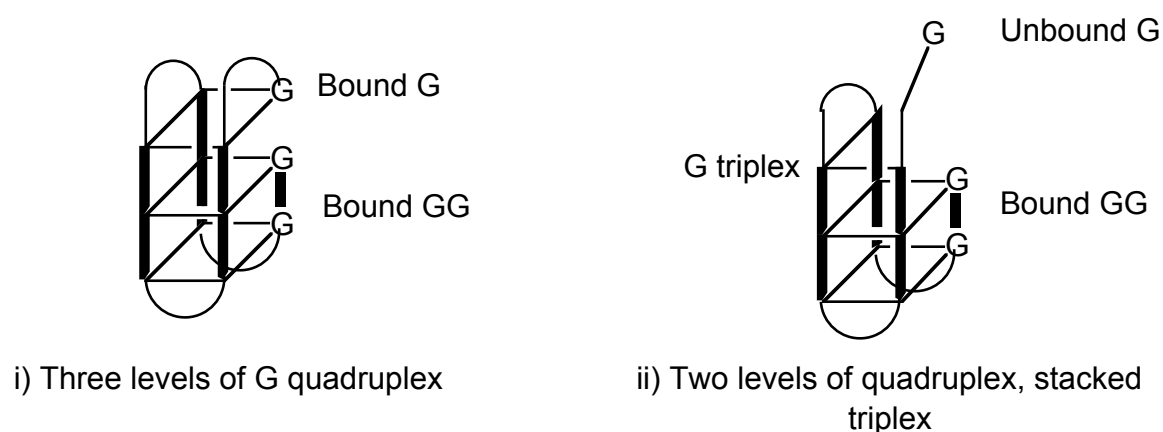 G
Unbound G
G
Bound G
G triplex
G
G
Bound GG
Bound GG
G
G
i) Three levels of G quadruplex
ii) Two levels of quadruplex, stacked
triplex